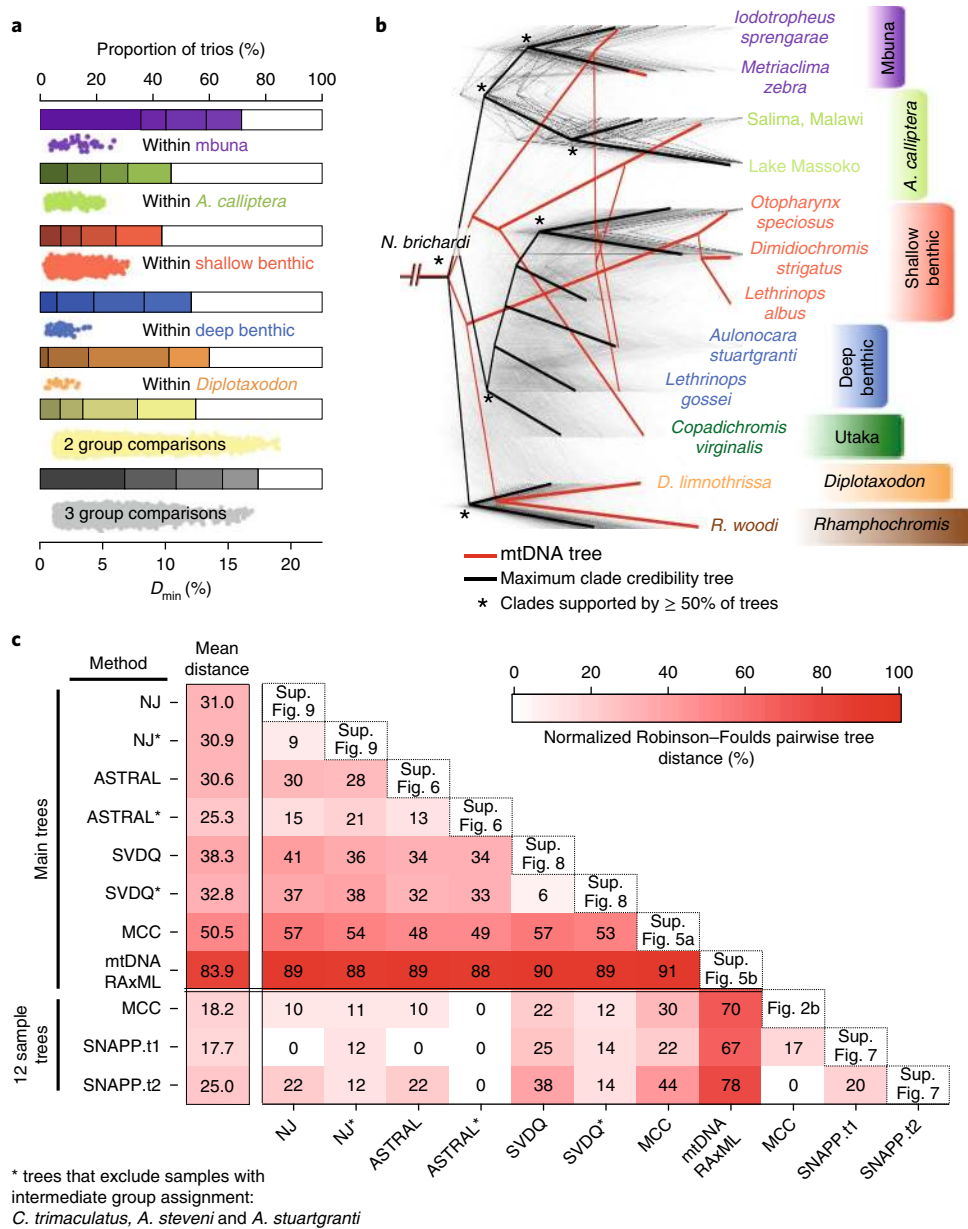 a
Proportion of trios (%)
0 20 40 60 80 100
Within mbuna
Within A. calliptera
Within shallow benthic
Within deep benthic
Within Diplotaxodon
2 group comparisons
3 group comparisons
0 5 10 15 20
Dmin (%)
b
N. brichardi
*
*
*
*
*
*
*
Iodotropheus
sprengarae
Metriaclima
zebra
Salima, Malawi
Lake Massoko
Otopharynx
speciosus
Dimidiochromis
strigatus
Lethrinops
albus
Aulonocara
stuartgranti
Lethrinops
gossei
Copadichromis
virginalis
D. limnothrissa
R. woodi
Mbuna
A. calliptera
Shallow
benthic
Deep
benthic
Utaka
Diplotaxodon
Rhamphochromis
mtDNA tree
Maximum clade credibility tree
* Clades supported by ≥ 50% of trees
c
Method
Mean
distance
0 20 40 60 80 100
Normalized Robinson–Foulds pairwise tree
distance (%)
Main trees
NJ 31.0 Sup.
Fig. 9
NJ* 30.9 9 Sup.
Fig. 9
ASTRAL 30.6 30 28 Sup.
Fig. 6
ASTRAL* 25.3 15 21 13 Sup.
Fig. 6
SVDQ 38.3 41 36 34 34 Sup.
Fig. 8
SVDQ* 32.8 37 38 32 33 6 Sup.
Fig. 8
MCC 50.5 57 54 48 49 57 53 Sup.
Fig. 5a
mtDNA
RAxML 83.9 89 88 89 88 90 89 91 Sup.
Fig. 5b
12 sample
trees
MCC 18.2 10 11 10 0 22 12 30 70 Fig. 2b
SNAPP.t1 17.7 0 12 0 0 25 14 22 67 17 Sup.
Fig. 7
SNAPP.t2 25.0 22 12 22 0 38 14 44 78 0 20 Sup.
Fig. 7
NJ NJ* ASTRAL ASTRAL* SVDQ SVDQ* MCC mtDNA
RAxML MCC SNAPP.t1 SNAPP.t2
* trees that exclude samples with
intermediate group assignment:
C. trimaculatus, A. steveni and A. stuartgranti